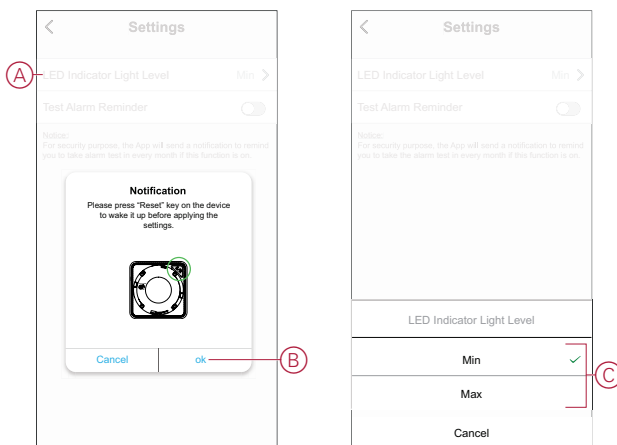 Settings
A
LED Indicator Light Level Min
Test Alarm Reminder
Notice:
For security purpose, the App will send a notification to remind
you to take alarm test in every month if this function is on
Notification
Please press “Reset” key on the device
to wake it up before applying the
settings.
Cancel ok
B
Settings
LED Indicator Light Level Min
Test Alarm Reminder
Notice:
For security purpose, the App will send a notification to remind
you to take the alarm test in every month if this function is on.
LED Indicator Light Level
Min
Max
C
Cancel